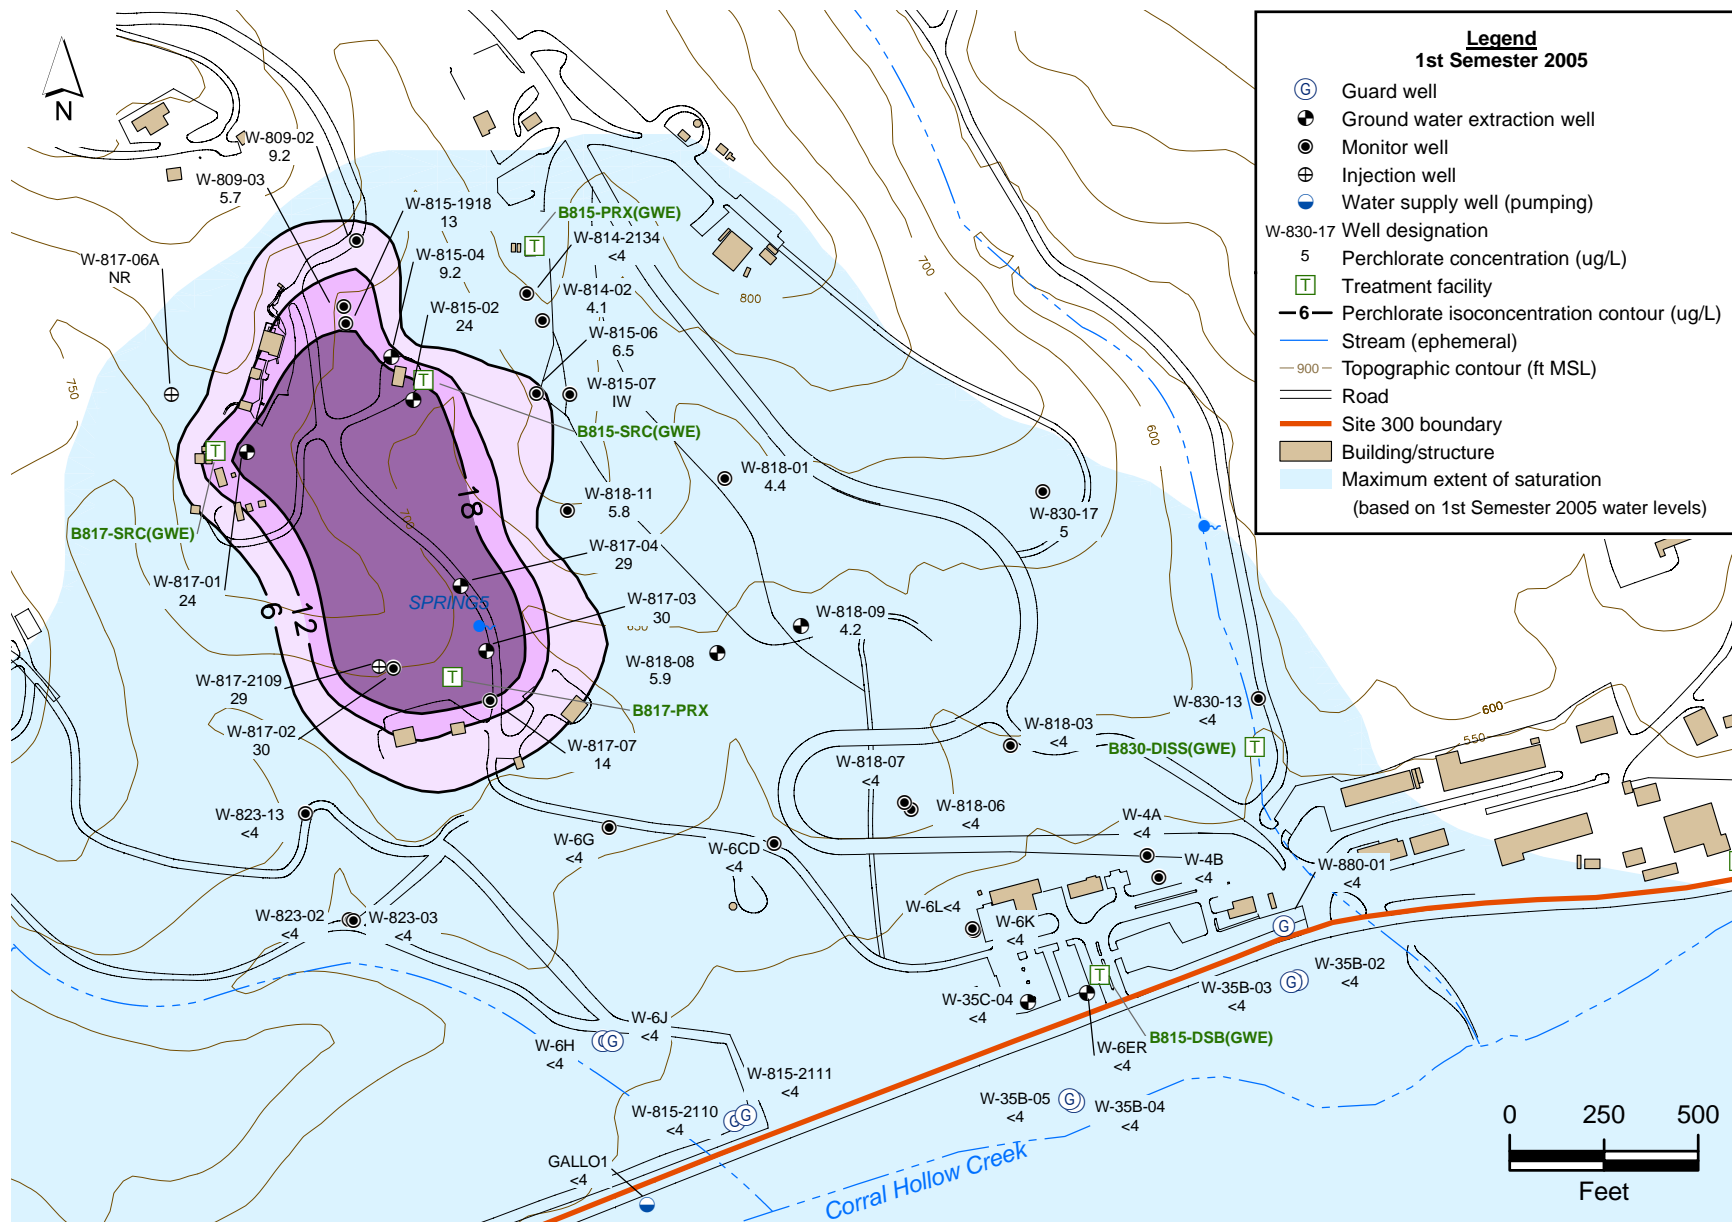 Legend
1st Semester 2005
G Guard well
Ground water extraction well
Monitor well
Injection well
Water supply well (pumping)
W-830-17 Well designation
5 Perchlorate concentration (ug/L)
T Treatment facility
6 Perchlorate isoconcentration contour (ug/L)
Stream (ephemeral)
900 Topographic contour (ft MSL)
Road
Site 300 boundary
Building/structure
Maximum extent of saturation
(based on 1st Semester 2005 water levels)
N
W-809-02
9.2
W-809-03
5.7
W-815-1918
13
W-815-04
9.2
W-815-02
24
W-817-06A
NR
B815-PRX(GWE)
T
W-814-2134
<4
W-814-02
4.1
W-815-06
6.5
W-815-07
IW
B815-SRC(GWE)
T
700
800
750
600
W-818-01
4.4
W-818-11
5.8
W-830-17
5
T
B817-SRC(GWE)
W-817-01
24
18
12
6
700
W-817-04
29
SPRING5
W-817-03
30
650
W-818-09
4.2
W-818-08
5.9
W-817-2109
29
T
B817-PRX
W-817-02
30
W-817-07
14
W-818-03
<4
W-830-13
<4
B830-DISS(GWE)
T
600
550
W-818-07
<4
W-818-06
<4
W-823-13
<4
W-6G
<4
W-6CD
<4
W-4A
<4
W-4B
<4
W-880-01
<4
G
W-823-02
<4
W-823-03
<4
W-6L<4
W-6K
<4
T
W-35C-04
<4
W-35B-03
<4
G
W-35B-02
<4
W-6J
<4
W-6H
<4
G
W-6ER
<4
B815-DSB(GWE)
W-815-2111
<4
W-815-2110
<4
G
G
W-35B-05
<4
G
W-35B-04
<4
GALLO1
<4
Corral Hollow Creek
0 250 500
Feet